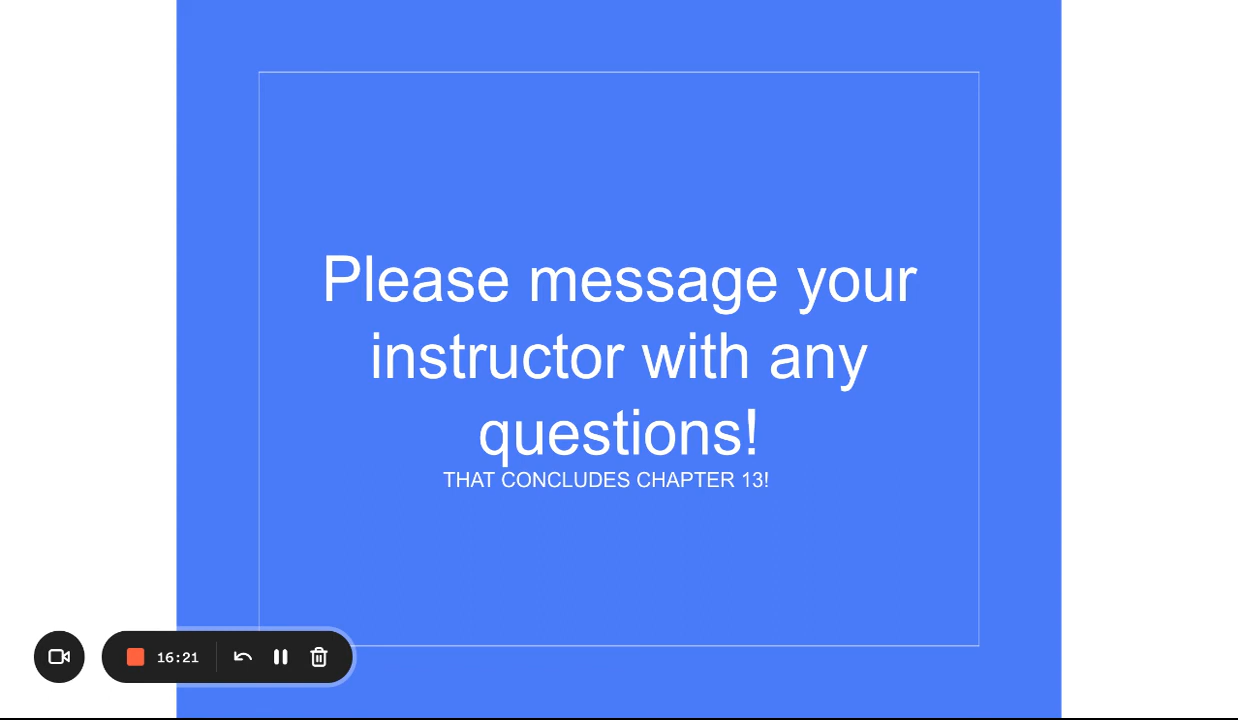 Please message your
instructor with any
questions!
THAT CONCLUDES CHAPTER 13!
16:21